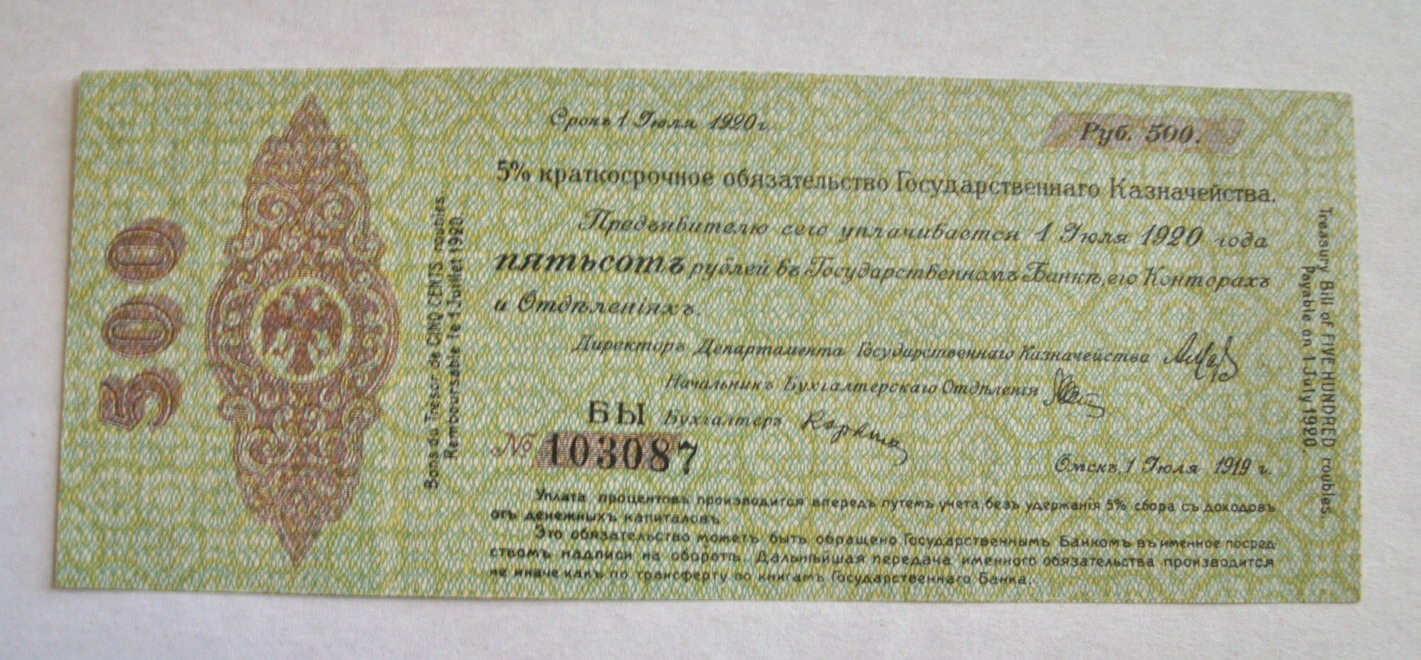 500
Bons du Trésor de CINQ CENTS roubles.
Remboursable le 1 Juillet 1920.
Срокъ 1 Іюля 1920 г.
Руб. 500.
5% краткосрочное обязательство Государственнаго Казначейства.
Предъявителю сего уплачивается 1 Іюля 1920 года
пятьсотъ рублей въ Государственномъ Банкѣ, его Конторахъ
и Отдѣленіяхъ.
Директоръ Департамента Государственнаго Казначейства
Начальникъ Бухгалтерскаго Отдѣленія
БЫ Бухгалтеръ
№ 103087
Омскъ, 1 Іюля 1919 г.
Уплата процентовъ производится впередъ путемъ учета, безъ удержанія 5% сбора съ доходовъ
отъ денежныхъ капиталовъ.
Это обязательство можетъ быть обращено Государственнымъ Банкомъ въ именное посред
ствомъ надписи на оборотѣ. Дальнѣйшая передача именного обязательства производится
не иначе какъ по трансферту по книгамъ Государственнаго Банка.
Treasury Bill of FIVE HUNDRED roubles.
Payable on 1 July 1920.